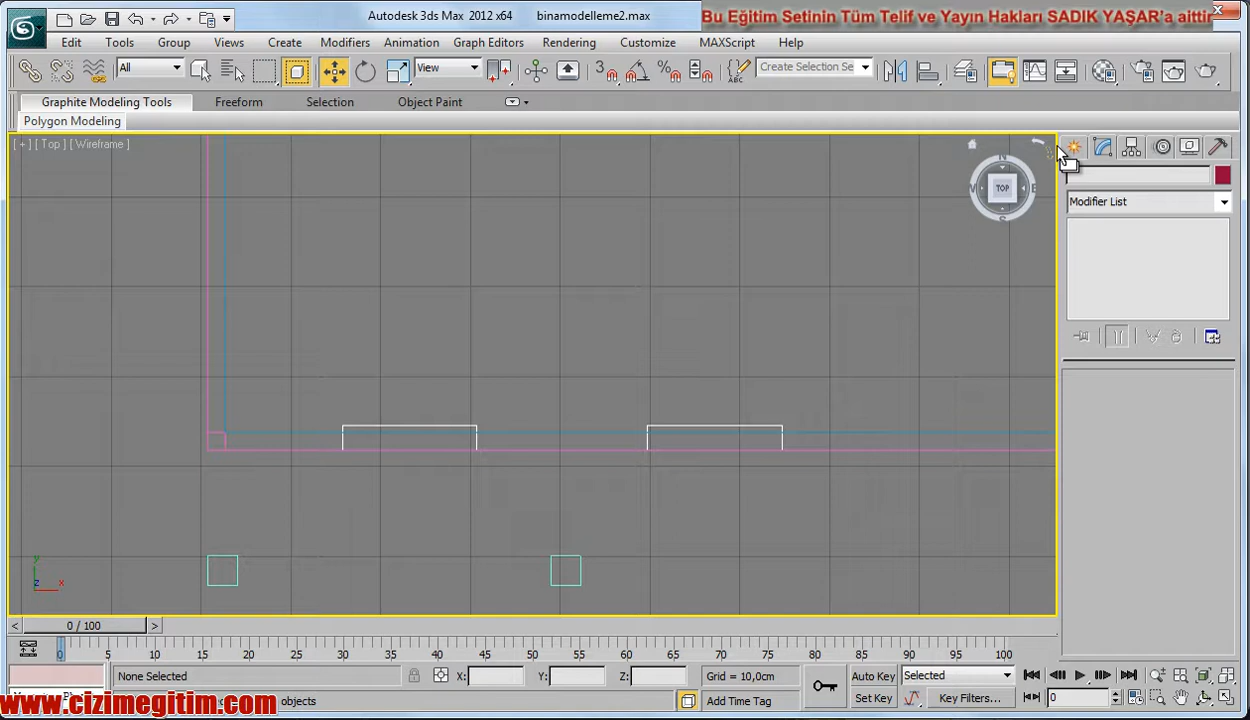 Autodesk 3ds Max 2012 x64 binamodelleme2.max
Bu Eğitim Setinin Tüm Telif ve Yayın Hakları SADIK YAŞAR'a aittir
Edit Tools Group Views Create Modifiers Animation Graph Editors Rendering Customize MAXScript Help
All View 3 ABC Create Selection Se
Graphite Modeling Tools Freeform Selection Object Paint
Polygon Modeling
[ + ] [ Top ] [ Wireframe ]
N
TOP
E
S
Modifier List
y
z x
< 0 / 100 >
0 5 10 15 20 25 30 35 40 45 50 55 60 65 70 75 80 85 90 95 100
None Selected X: Y: Z: Grid = 10,0cm Auto Key Selected
objects Add Time Tag Set Key Key Filters... 0
www.cizimegitim.com